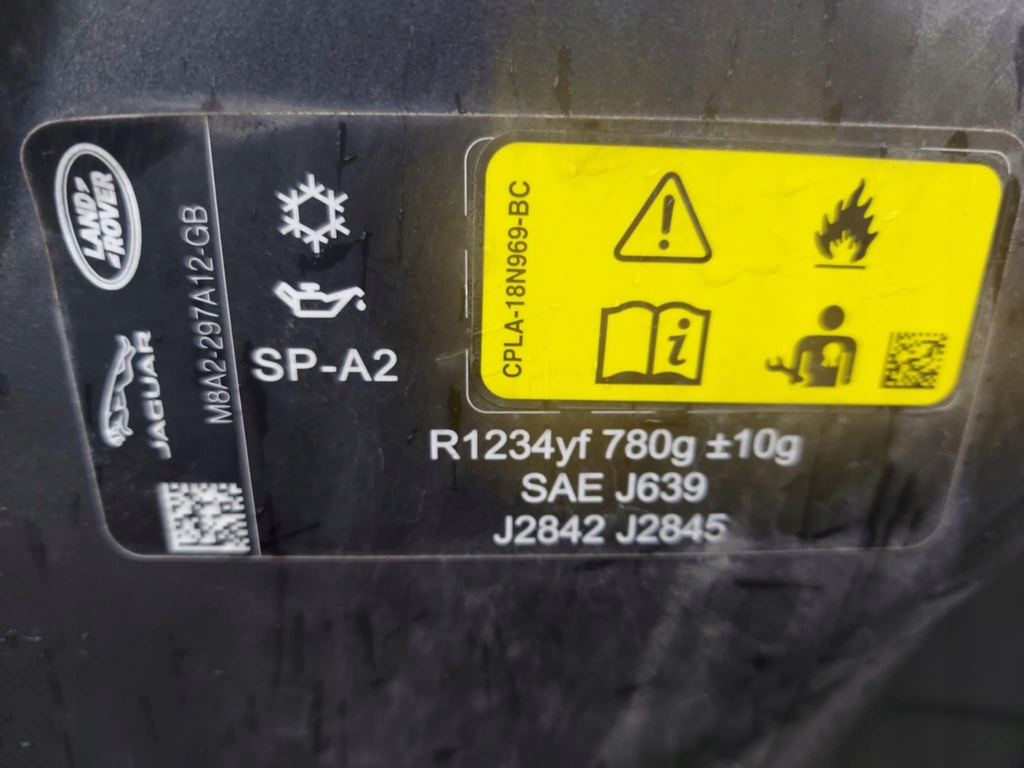 LAND
ROVER
JAGUAR
M8A2-297A12-GB
SP-A2
CPLA-18N969-BC
R1234yf 780g ±10g
SAE J639
J2842 J2845